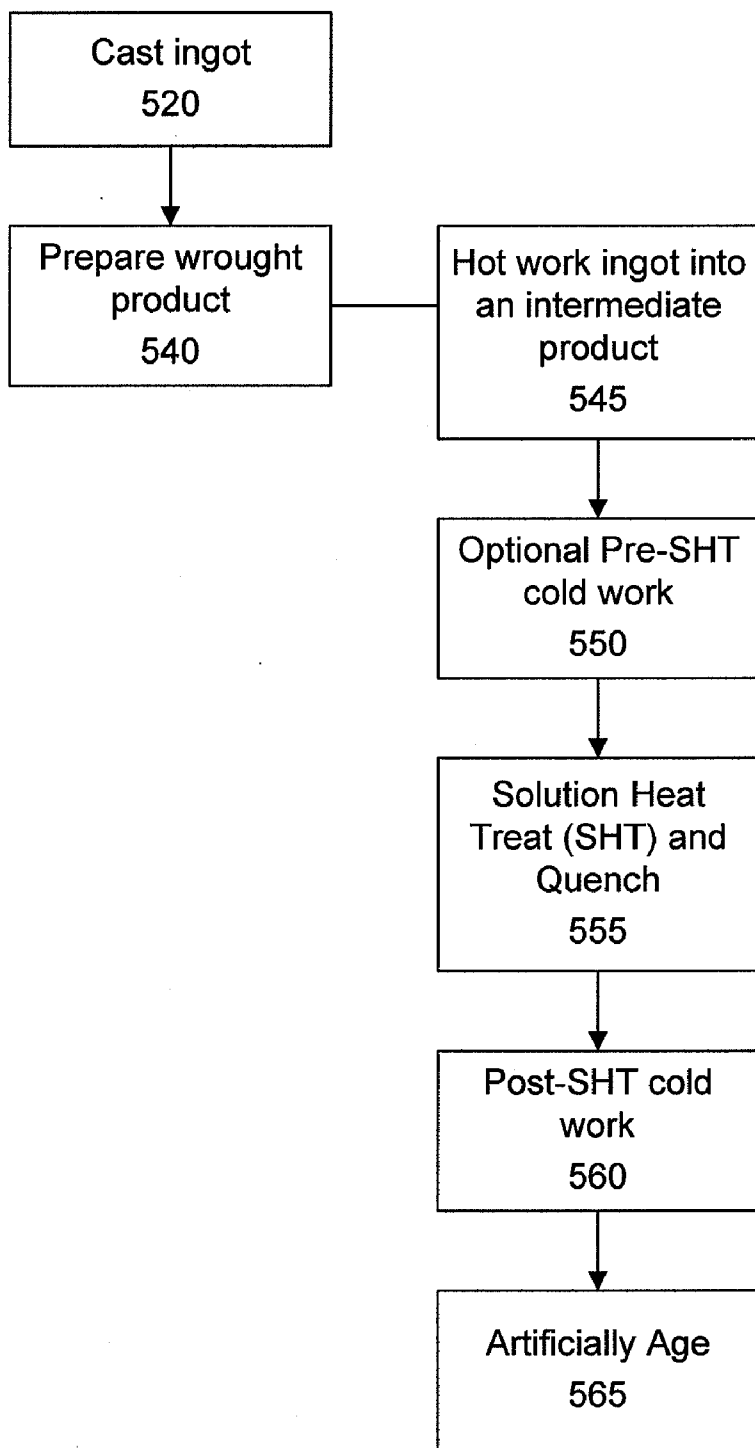 Cast ingot
520
Prepare wrought
product
540
Hot work ingot into
an intermediate
product
545
Optional Pre-SHT
cold work
550
Solution Heat
Treat (SHT) and
Quench
555
Post-SHT cold
work
560
Artificially Age
565